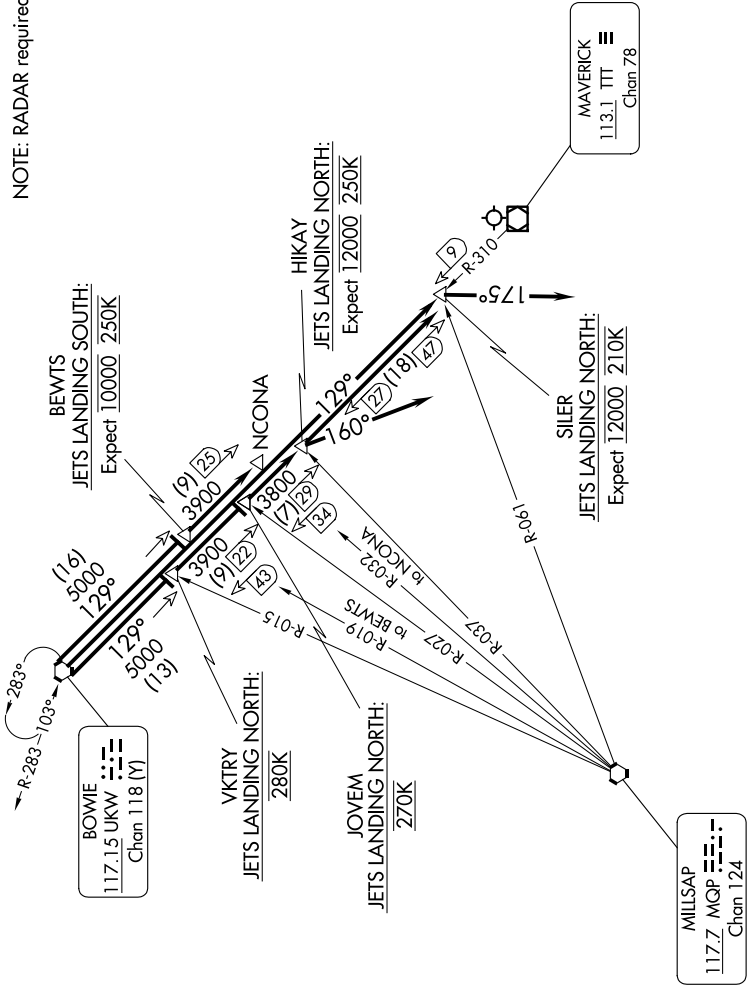 NOTE: RADAR required
BEWTS
JETS LANDING SOUTH:
Expect 10000 250K
HIKAY
JETS LANDING NORTH:
Expect 12000 250K
MAVERICK
113.1 TTT
Chan 78
283°
R-283
103°
(16)
5000
129°
129°
5000
(13)
(9)
25
3900
NCONA
3900
(9)
22
43
3800
(7)
29
34
129°
160°
27
(18)
47
9
R-310
175°
BOWIE
117.15 UKW
Chan 118 (Y)
VKTRY
JETS LANDING NORTH:
280K
JOVEM
JETS LANDING NORTH:
270K
SILER
JETS LANDING NORTH:
Expect 12000 210K
R-015
R-019
to BEWTS
R-027
R-032
to NCONA
R-037
R-061
MILLSAP
117.7 MQP
Chan 124